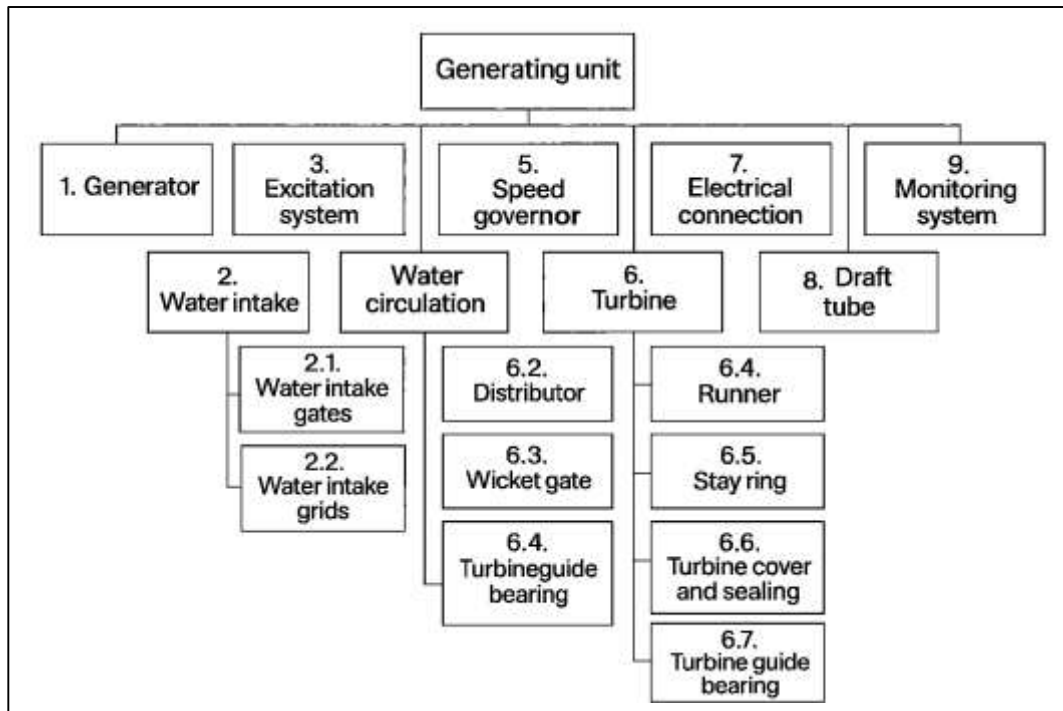 Generating unit
1. Generator
3.
Excitation
system
5.
Speed
governor
7.
Electrical
connection
9.
Monitoring
system
2.
Water intake
Water
circulation
6.
Turbine
8. Draft
tube
2.1.
Water intake
gates
2.2.
Water intake
grids
6.2.
Distributor
6.3.
Wicket gate
6.4.
Turbineguide
bearing
6.4.
Runner
6.5.
Stay ring
6.6.
Turbine cover
and sealing
6.7.
Turbine guide
bearing